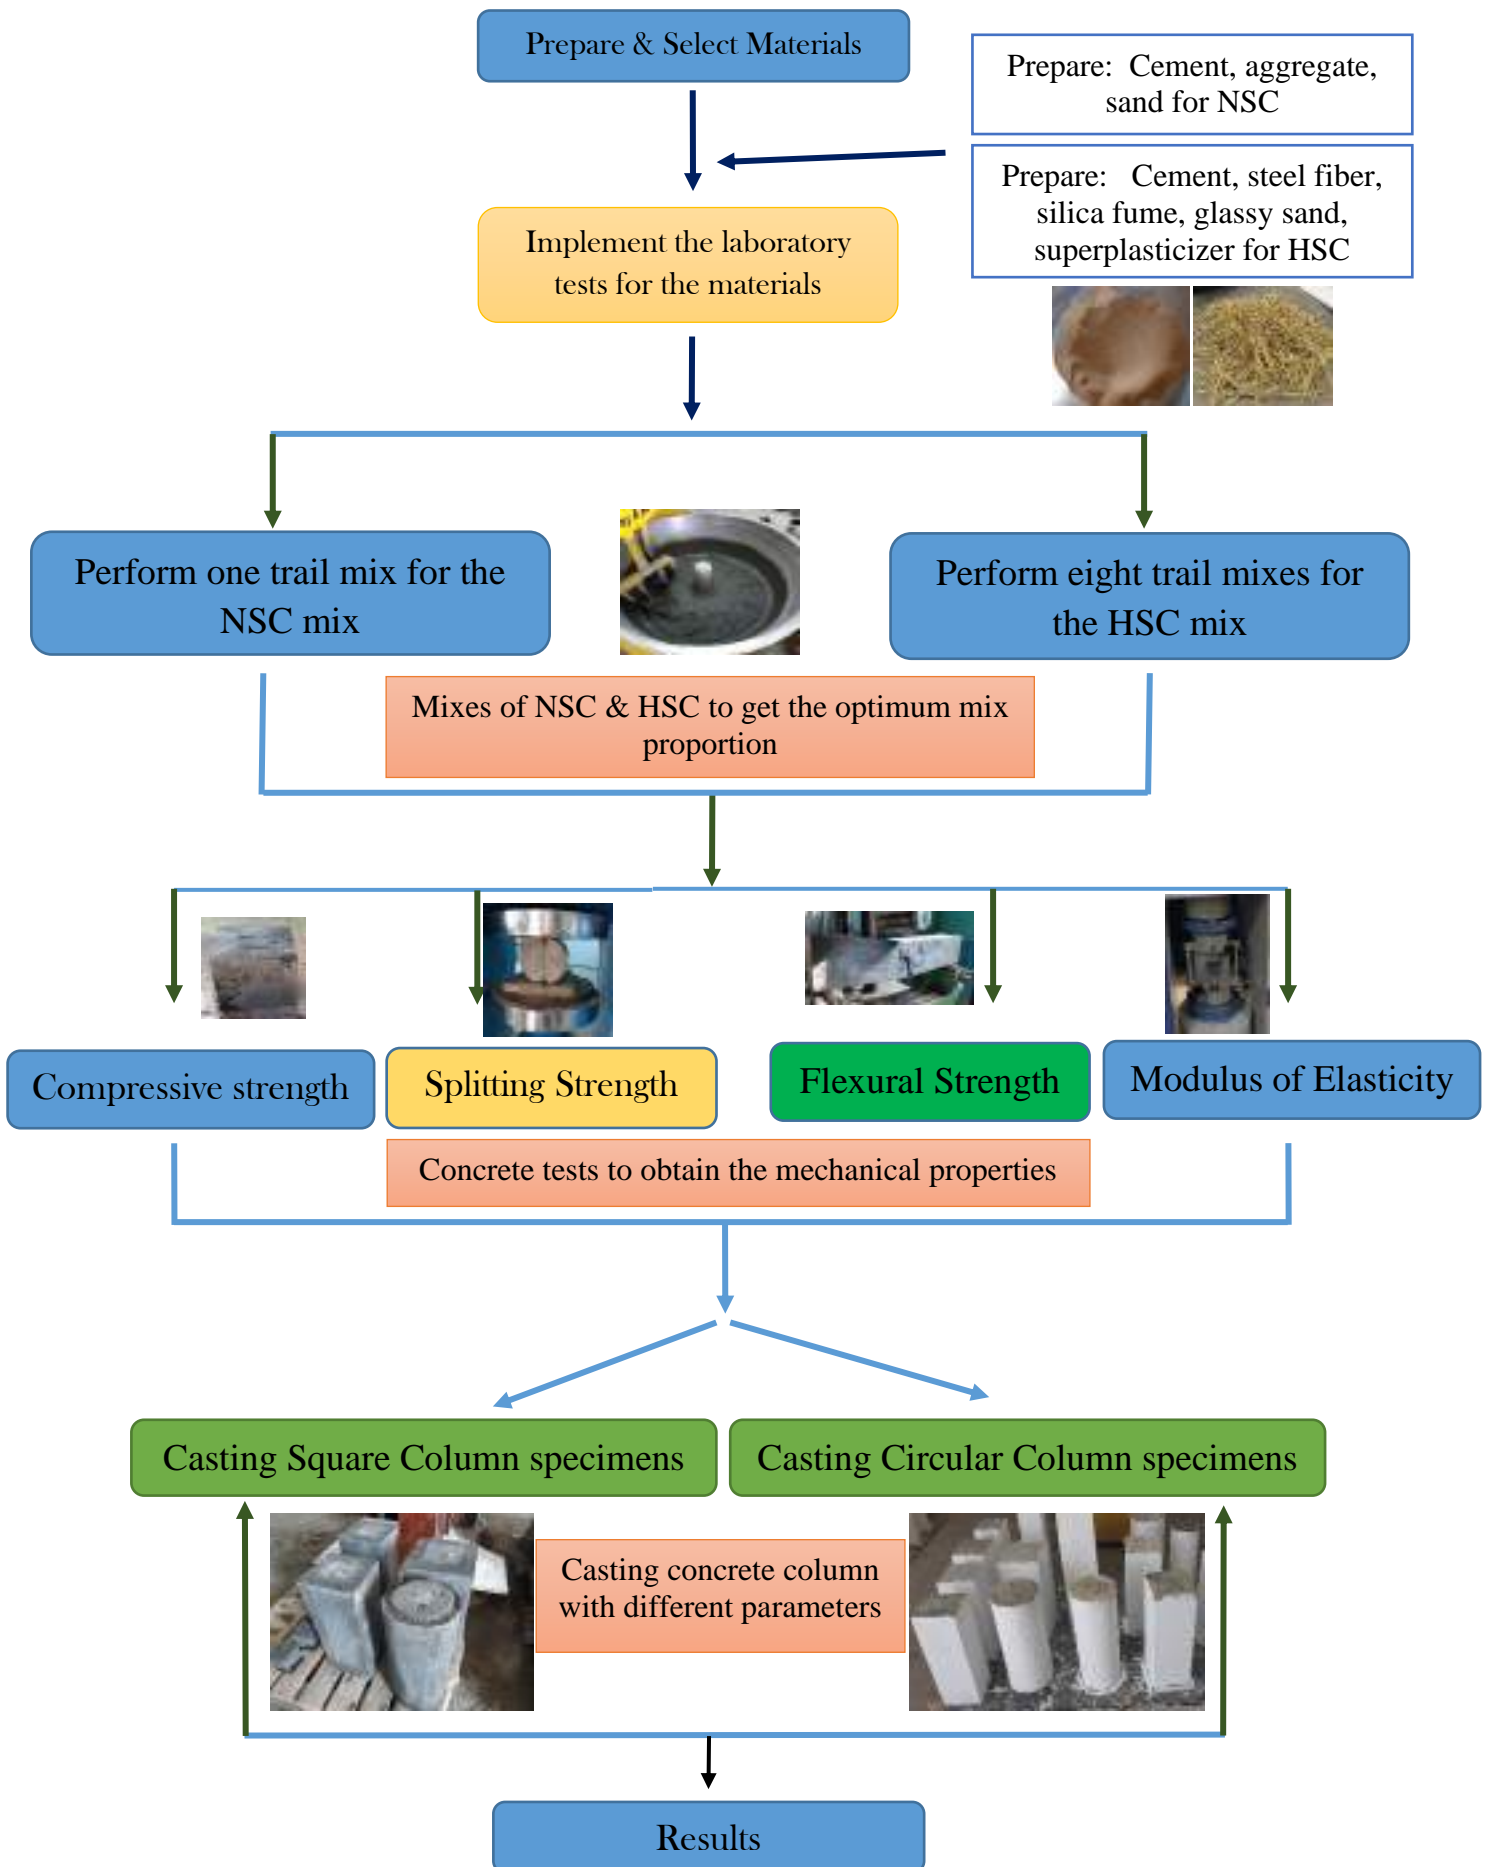 Prepare & Select Materials
Prepare: Cement, aggregate,
sand for NSC
Prepare: Cement, steel fiber,
silica fume, glassy sand,
superplasticizer for HSC
Implement the laboratory
tests for the materials
Perform one trail mix for the
NSC mix
Perform eight trail mixes for
the HSC mix
Mixes of NSC & HSC to get the optimum mix
proportion
Compressive strength
Splitting Strength
Flexural Strength
Modulus of Elasticity
Concrete tests to obtain the mechanical properties
Casting Square Column specimens
Casting Circular Column specimens
Casting concrete column
with different parameters
Results